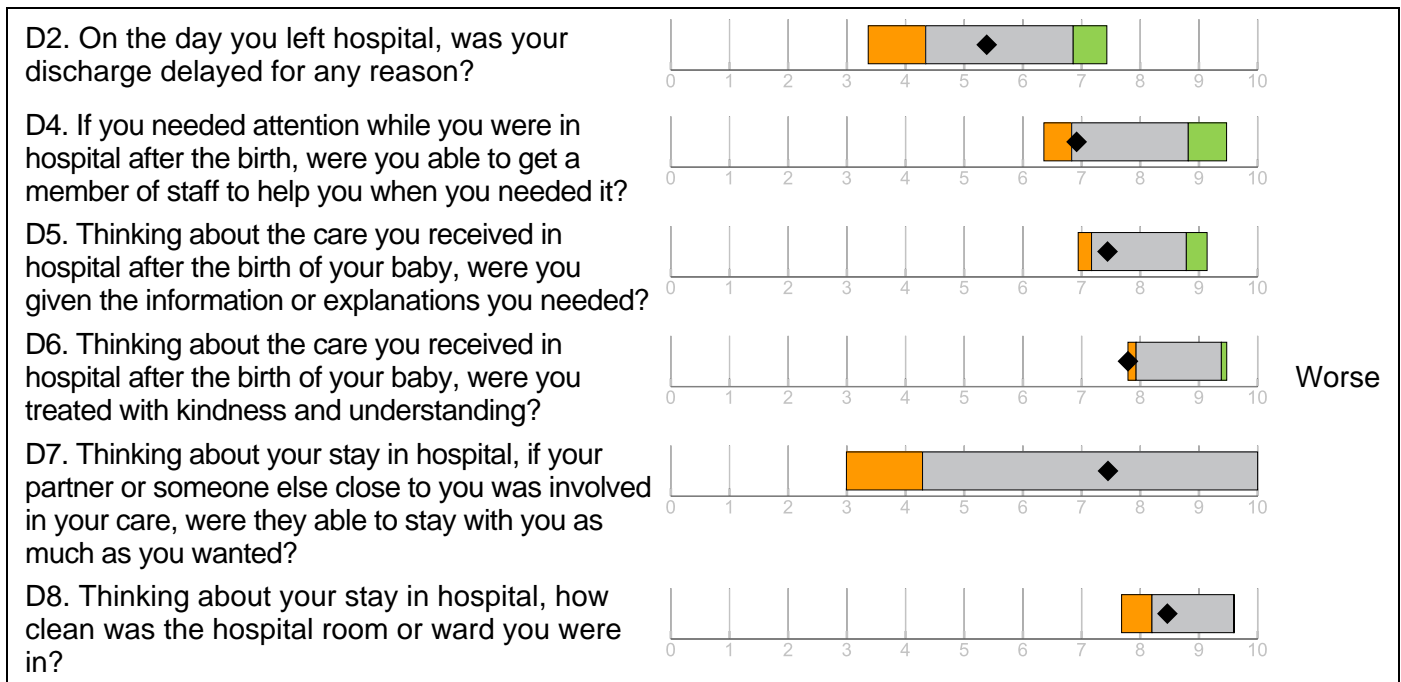 D2. On the day you left hospital, was your
discharge delayed for any reason?
0 1 2 3 4 5 6 7 8 9 10
D4. If you needed attention while you were in
hospital after the birth, were you able to get a
member of staff to help you when you needed it?
0 1 2 3 4 5 6 7 8 9 10
D5. Thinking about the care you received in
hospital after the birth of your baby, were you
given the information or explanations you needed?
0 1 2 3 4 5 6 7 8 9 10
D6. Thinking about the care you received in
hospital after the birth of your baby, were you
treated with kindness and understanding?
0 1 2 3 4 5 6 7 8 9 10
Worse
D7. Thinking about your stay in hospital, if your
partner or someone else close to you was involved
in your care, were they able to stay with you as
much as you wanted?
0 1 2 3 4 5 6 7 8 9 10
D8. Thinking about your stay in hospital, how
clean was the hospital room or ward you were
in?
0 1 2 3 4 5 6 7 8 9 10